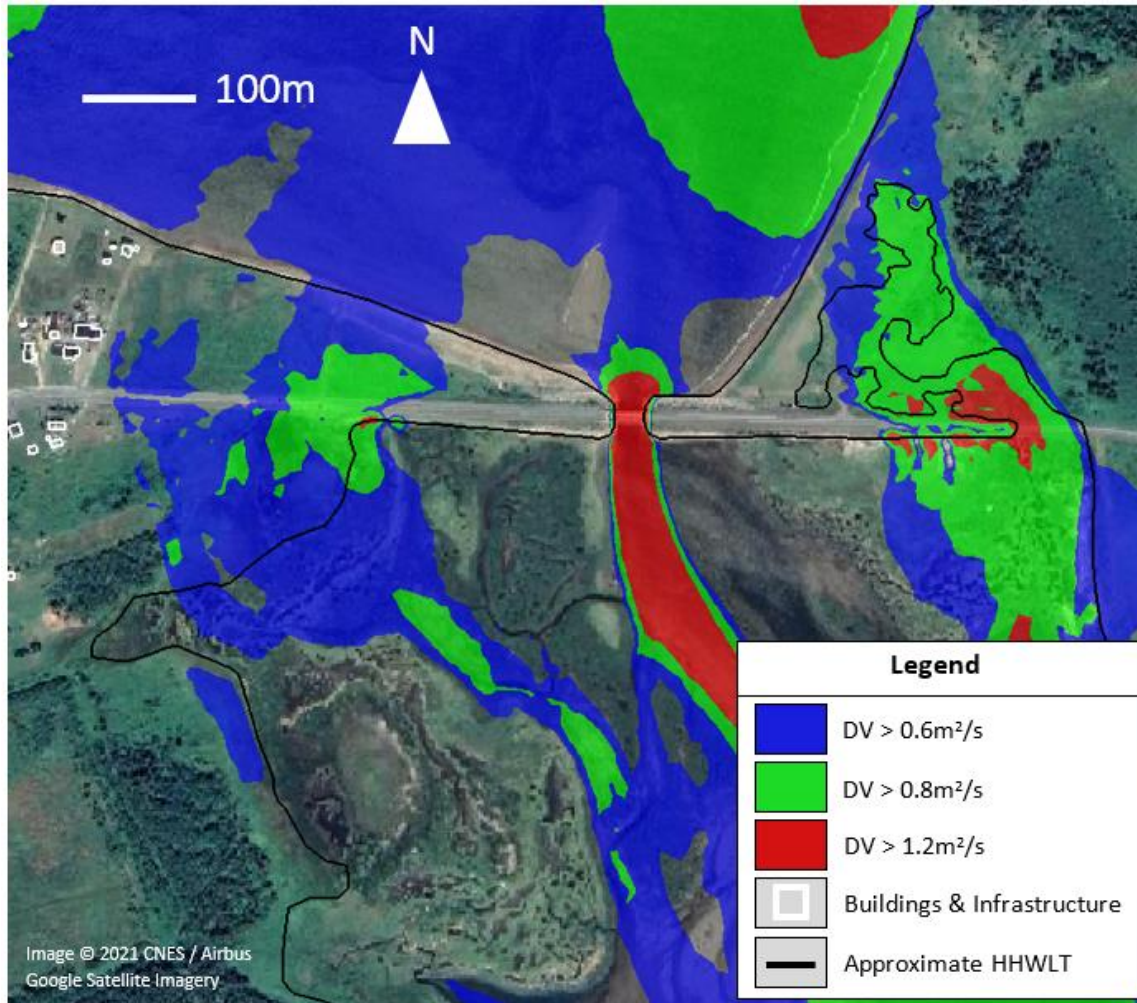 N
100m
Legend
DV > 0.6m²/s
DV > 0.8m²/s
DV > 1.2m²/s
Buildings & Infrastructure
Approximate HHWLT
Image © 2021 CNES / Airbus
Google Satellite Imagery